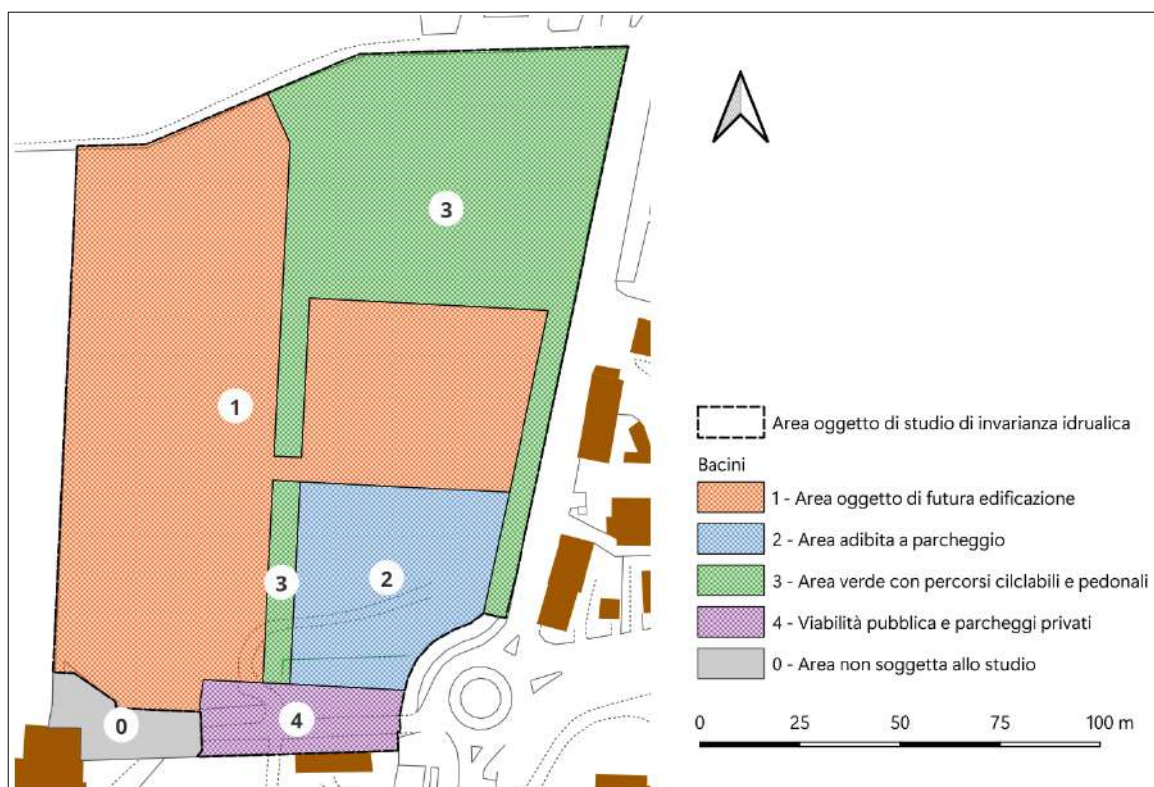 3
1
3
2
4
0
Area oggetto di studio di invarianza idrualica
Bacini
1 - Area oggetto di futura edificazione
2 - Area adibita a parcheggio
3 - Area verde con percorsi cilclabili e pedonali
4 - Viabilità pubblica e parcheggi privati
0 - Area non soggetta allo studio
0 25 50 75 100 m